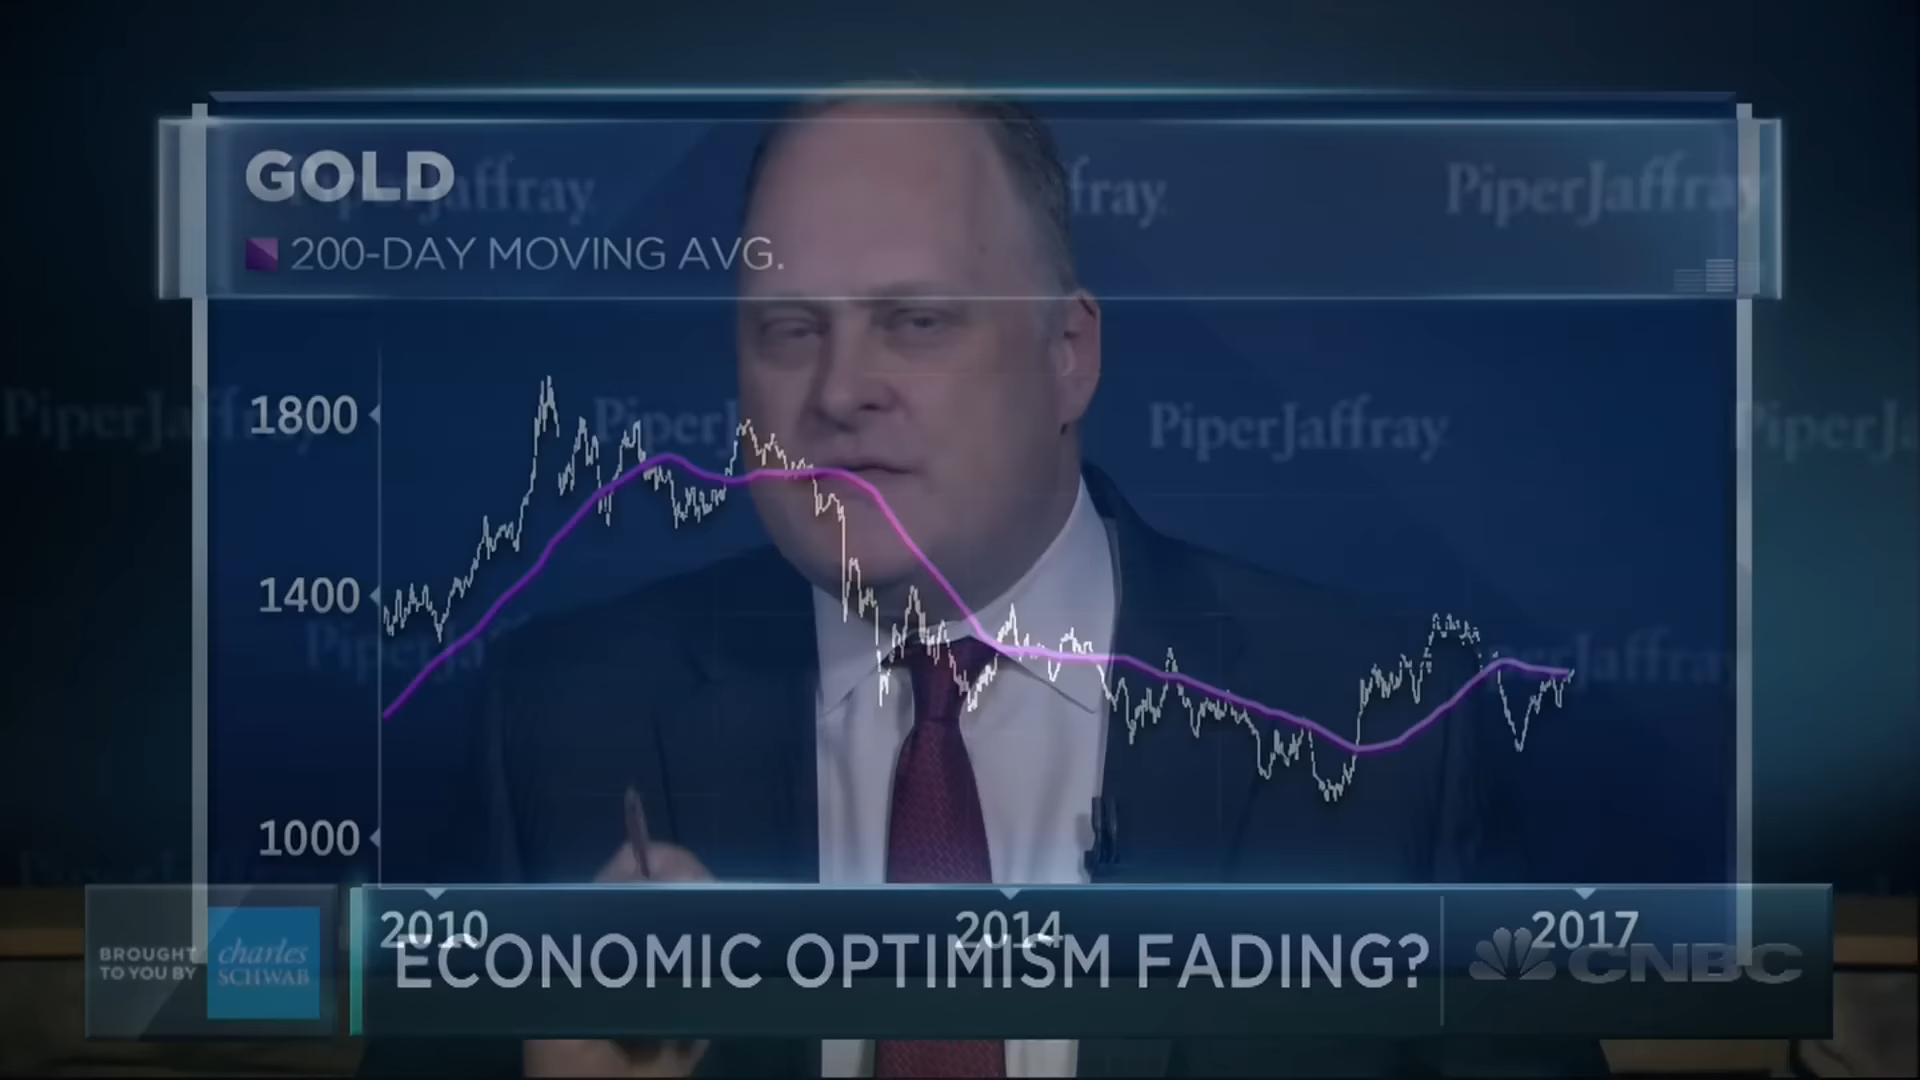 GOLD
200-DAY MOVING AVG.
PiperJaffray
PiperJaffray
PiperJaffray
1800
1400
1000
2010
2014
2017
BROUGHT
TO YOU BY
charles
SCHWAB
ECONOMIC OPTIMISM FADING?
CNBC